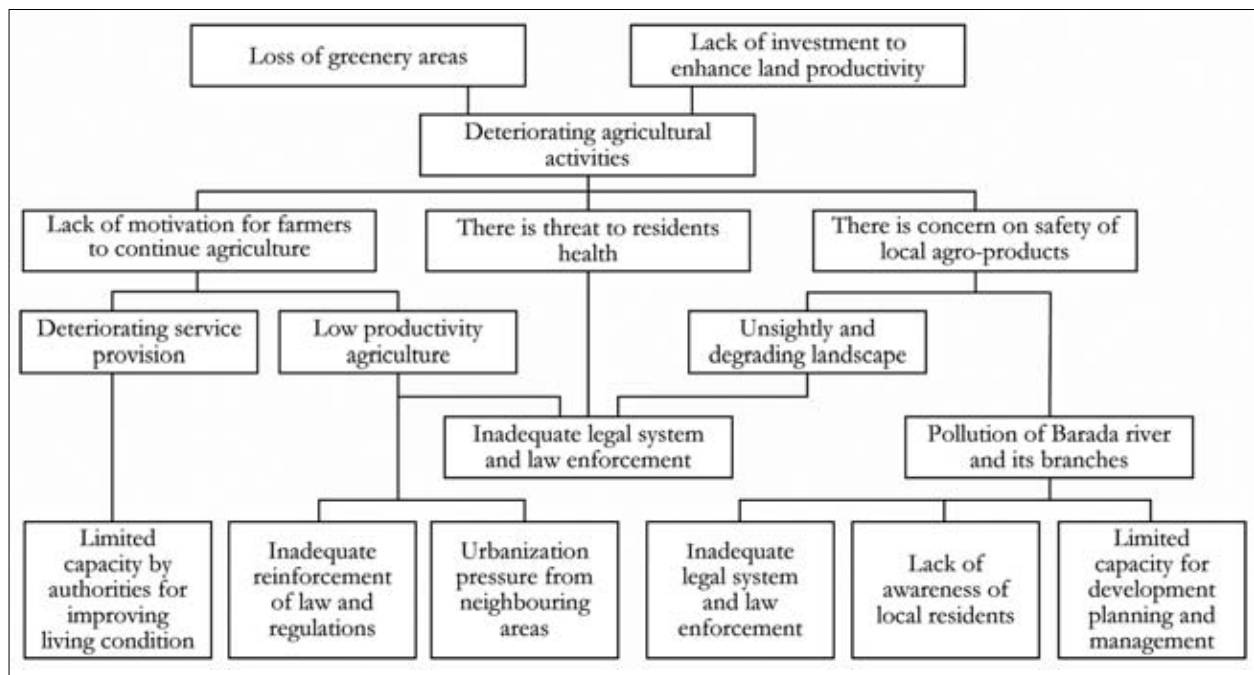 Loss of greenery areas
Lack of investment to
enhance land productivity
Deteriorating agricultural
activities
Lack of motivation for farmers
to continue agriculture
There is threat to residents
health
There is concern on safety of
local agro-products
Deteriorating service
provision
Low productivity
agriculture
Unsightly and
degrading landscape
Inadequate legal system
and law enforcement
Pollution of Barada river
and its branches
Limited
capacity by
authorities for
improving
living condition
Inadequate
reinforcement
of law and
regulations
Urbanization
pressure from
neighbouring
areas
Inadequate
legal system
and law
enforcement
Lack of
awareness of
local residents
Limited
capacity for
development
planning and
management